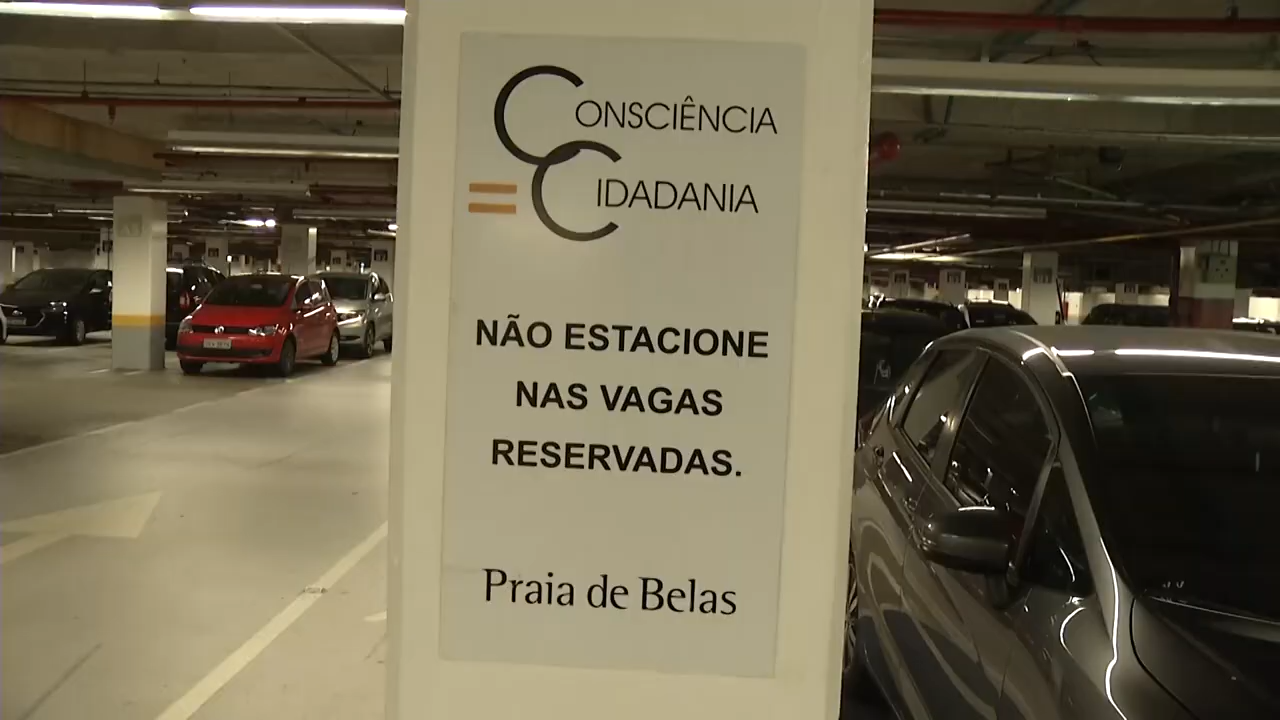 CONSCIÊNCIA
= CIDADANIA
NÃO ESTACIONE
NAS VAGAS
RESERVADAS.
Praia de Belas